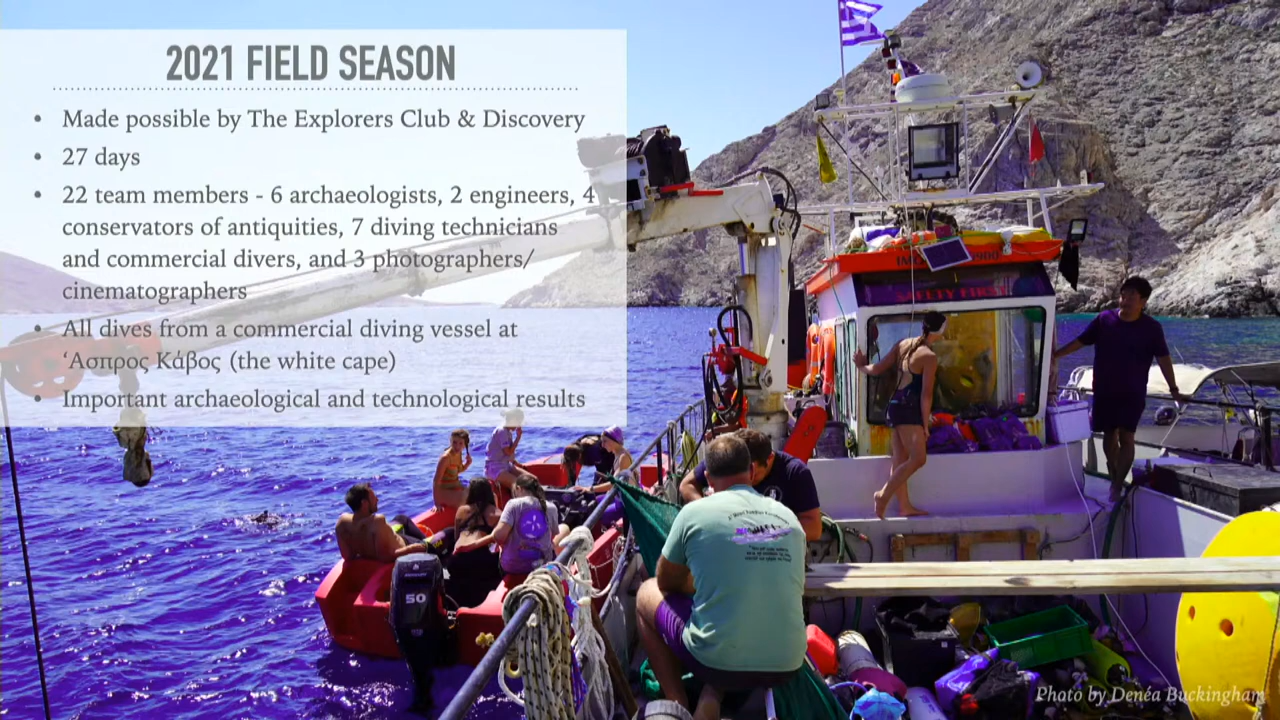 2021 FIELD SEASON
• Made possible by The Explorers Club & Discovery
• 27 days
• 22 team members - 6 archaeologists, 2 engineers, 4
conservators of antiquities, 7 diving technicians
and commercial divers, and 3 photographers/
cinematographers
• All dives from a commercial diving vessel at
‘Ασπρος Κάβος (the white cape)
• Important archaeological and technological results
SAFETY FIRST
50
Photo by Denéa Buckingham